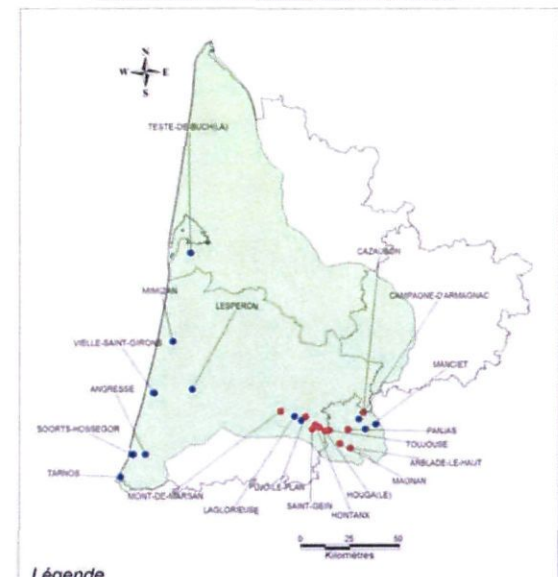 N
W E
S
TESTE-DE-BUCH(LA)
CAZAUBON
MIMIZAN
LESPERON
CAMPAGNE-D'ARMAGNAC
VIELLE-SAINT-GIRONS
MANCIET
ANGRESSE
SOORTS-HOSSEGOR
PANJAS
TOUJOUSE
ARBLADE-LE-HAUT
TARNOS
MONT-DE-MARSAN
PUJO-LE-PLAN
MAGNAN
HOUGA(LE)
LAGLORIEUSE
SAINT-GEIN
HONTANX
0 25 50
Kilomètres
Légende